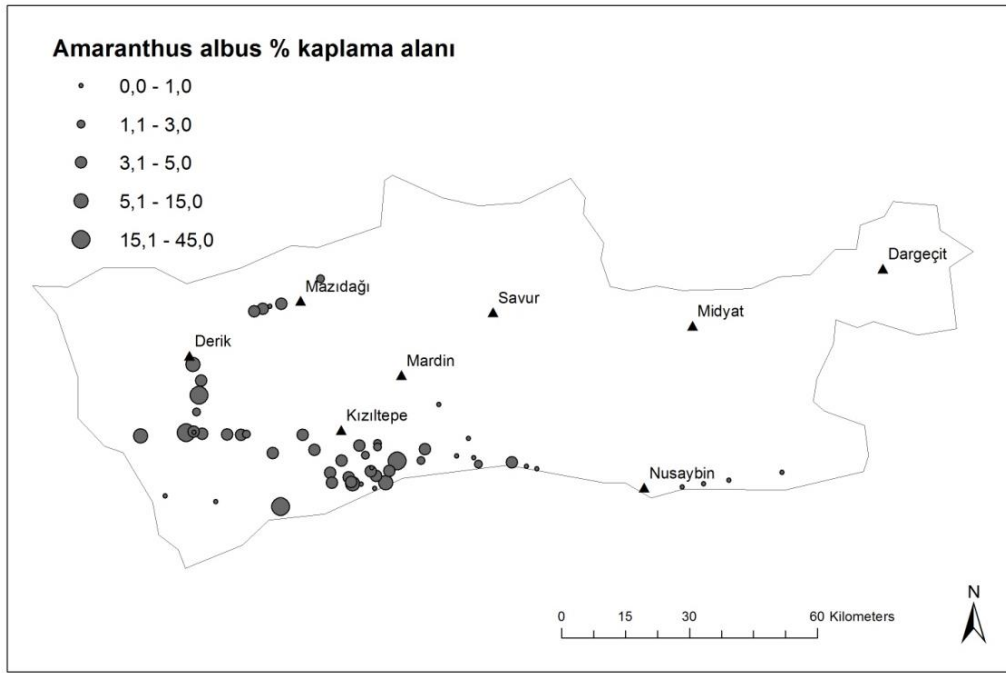 Amaranthus albus % kaplama alanı
0,0 - 1,0
1,1 - 3,0
3,1 - 5,0
5,1 - 15,0
15,1 - 45,0
Dargeçit
Mazıdağı
Savur
Midyat
Derik
Mardin
Kızıltepe
Nusaybin
N
0 15 30 60 Kilometers